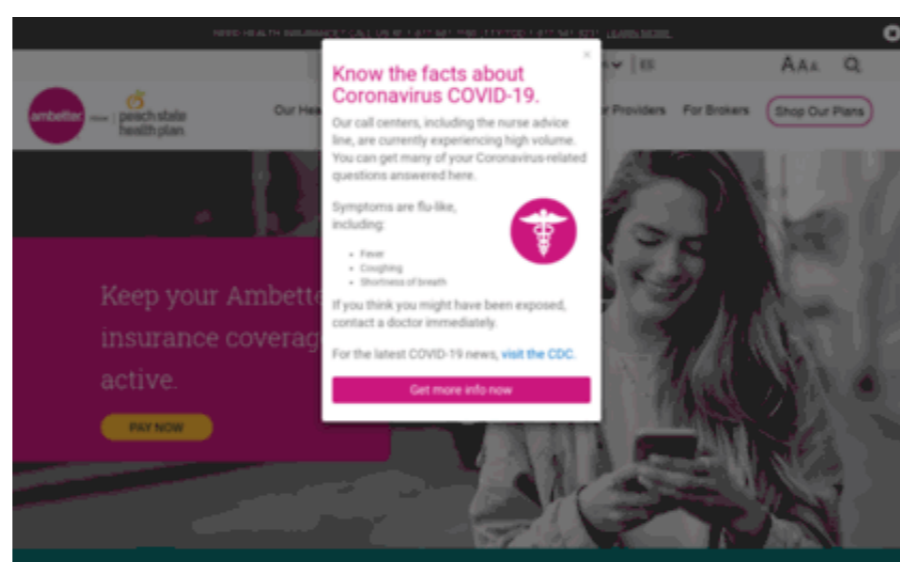 Know the facts about
Coronavirus COVID-19.
ES
A A A
ambetter.
peach state
health plan
Our Hea
r Providers
For Brokers
Shop Our Plans
Our call centers, including the nurse advice
line, are currently experiencing high volume.
You can get many of your Coronavirus-related
questions answered here.
Symptoms are flu-like,
including:
Fever
Coughing
Shortness of breath
If you think you might have been exposed,
contact a doctor immediately.
For the latest COVID-19 news, visit the CDC.
Get more info now
Keep your Ambette
insurance coverag
active.
PAY NOW